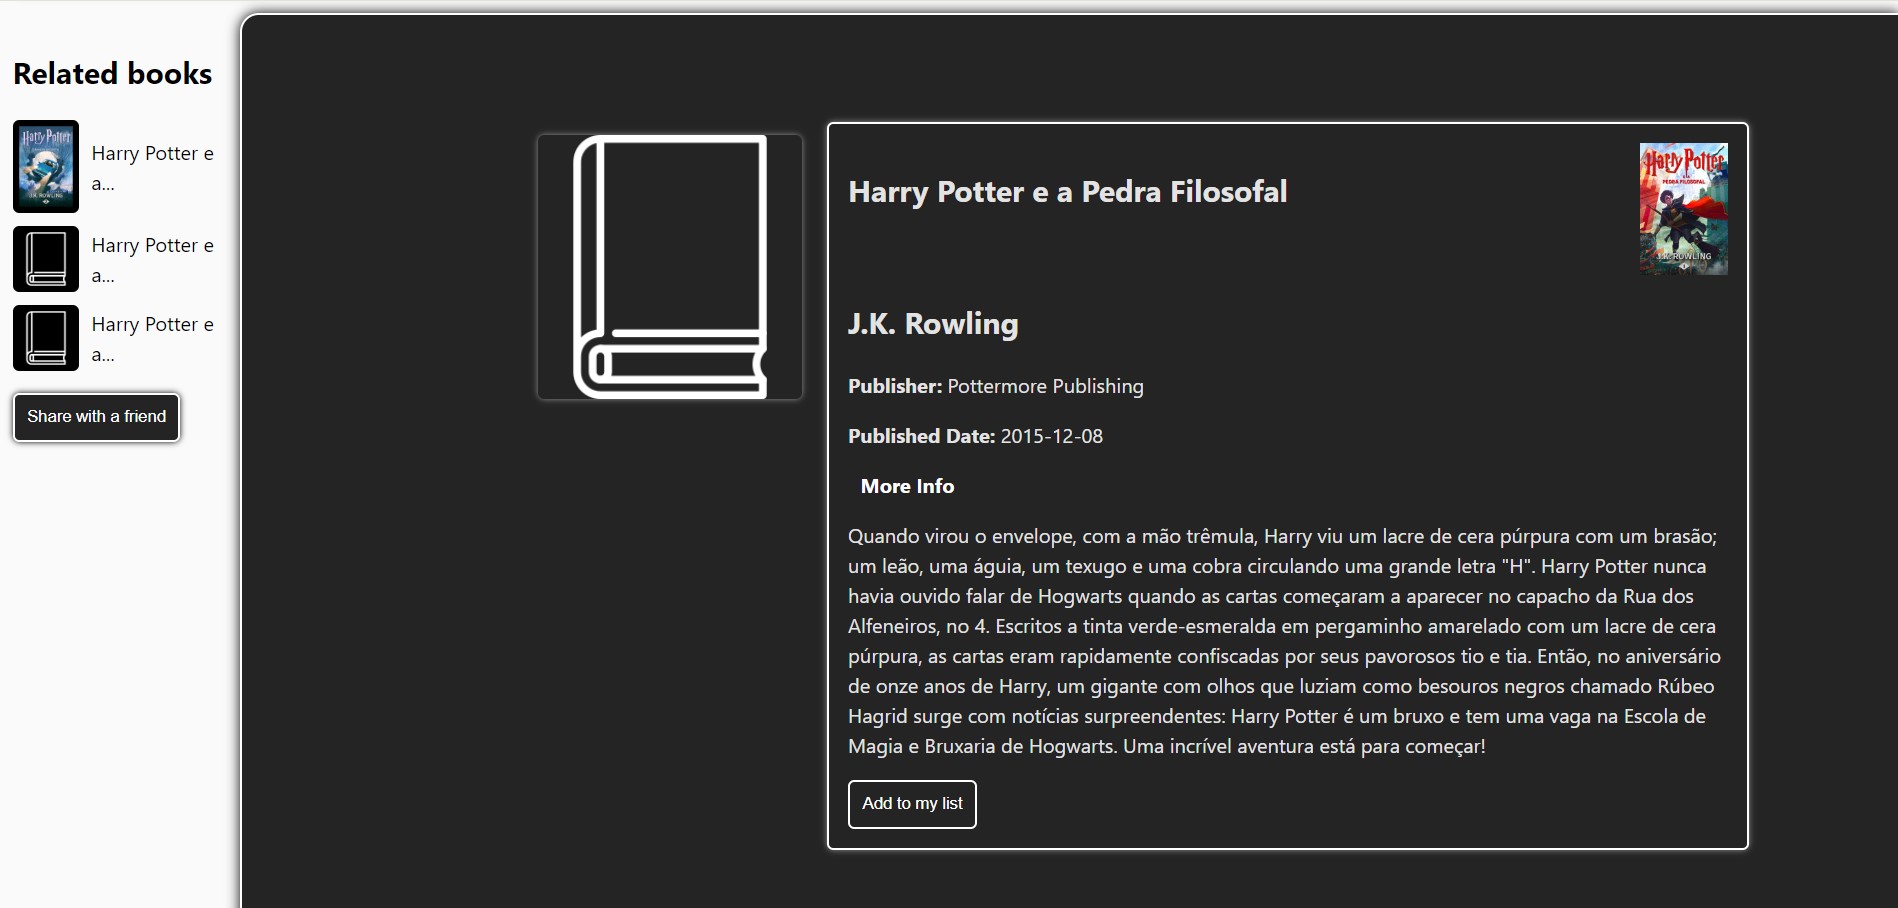 Related books
Harry Potter
J.K. ROWLING
Harry Potter e
a...
Harry Potter e
a...
Harry Potter e
a...
Share with a friend
Harry Potter e a Pedra Filosofal
Harry Potter
PEDRA FILOSOFAL
J.K. ROWLING
J.K. Rowling
Publisher: Pottermore Publishing
Published Date: 2015-12-08
More Info
Quando virou o envelope, com a mão trêmula, Harry viu um lacre de cera púrpura com um brasão;
um leão, uma águia, um texugo e uma cobra circulando uma grande letra "H". Harry Potter nunca
havia ouvido falar de Hogwarts quando as cartas começaram a aparecer no capacho da Rua dos
Alfeneiros, no 4. Escritos a tinta verde-esmeralda em pergaminho amarelado com um lacre de cera
púrpura, as cartas eram rapidamente confiscadas por seus pavorosos tio e tia. Então, no aniversário
de onze anos de Harry, um gigante com olhos que luziam como besouros negros chamado Rúbeo
Hagrid surge com notícias surpreendentes: Harry Potter é um bruxo e tem uma vaga na Escola de
Magia e Bruxaria de Hogwarts. Uma incrível aventura está para começar!
Add to my list